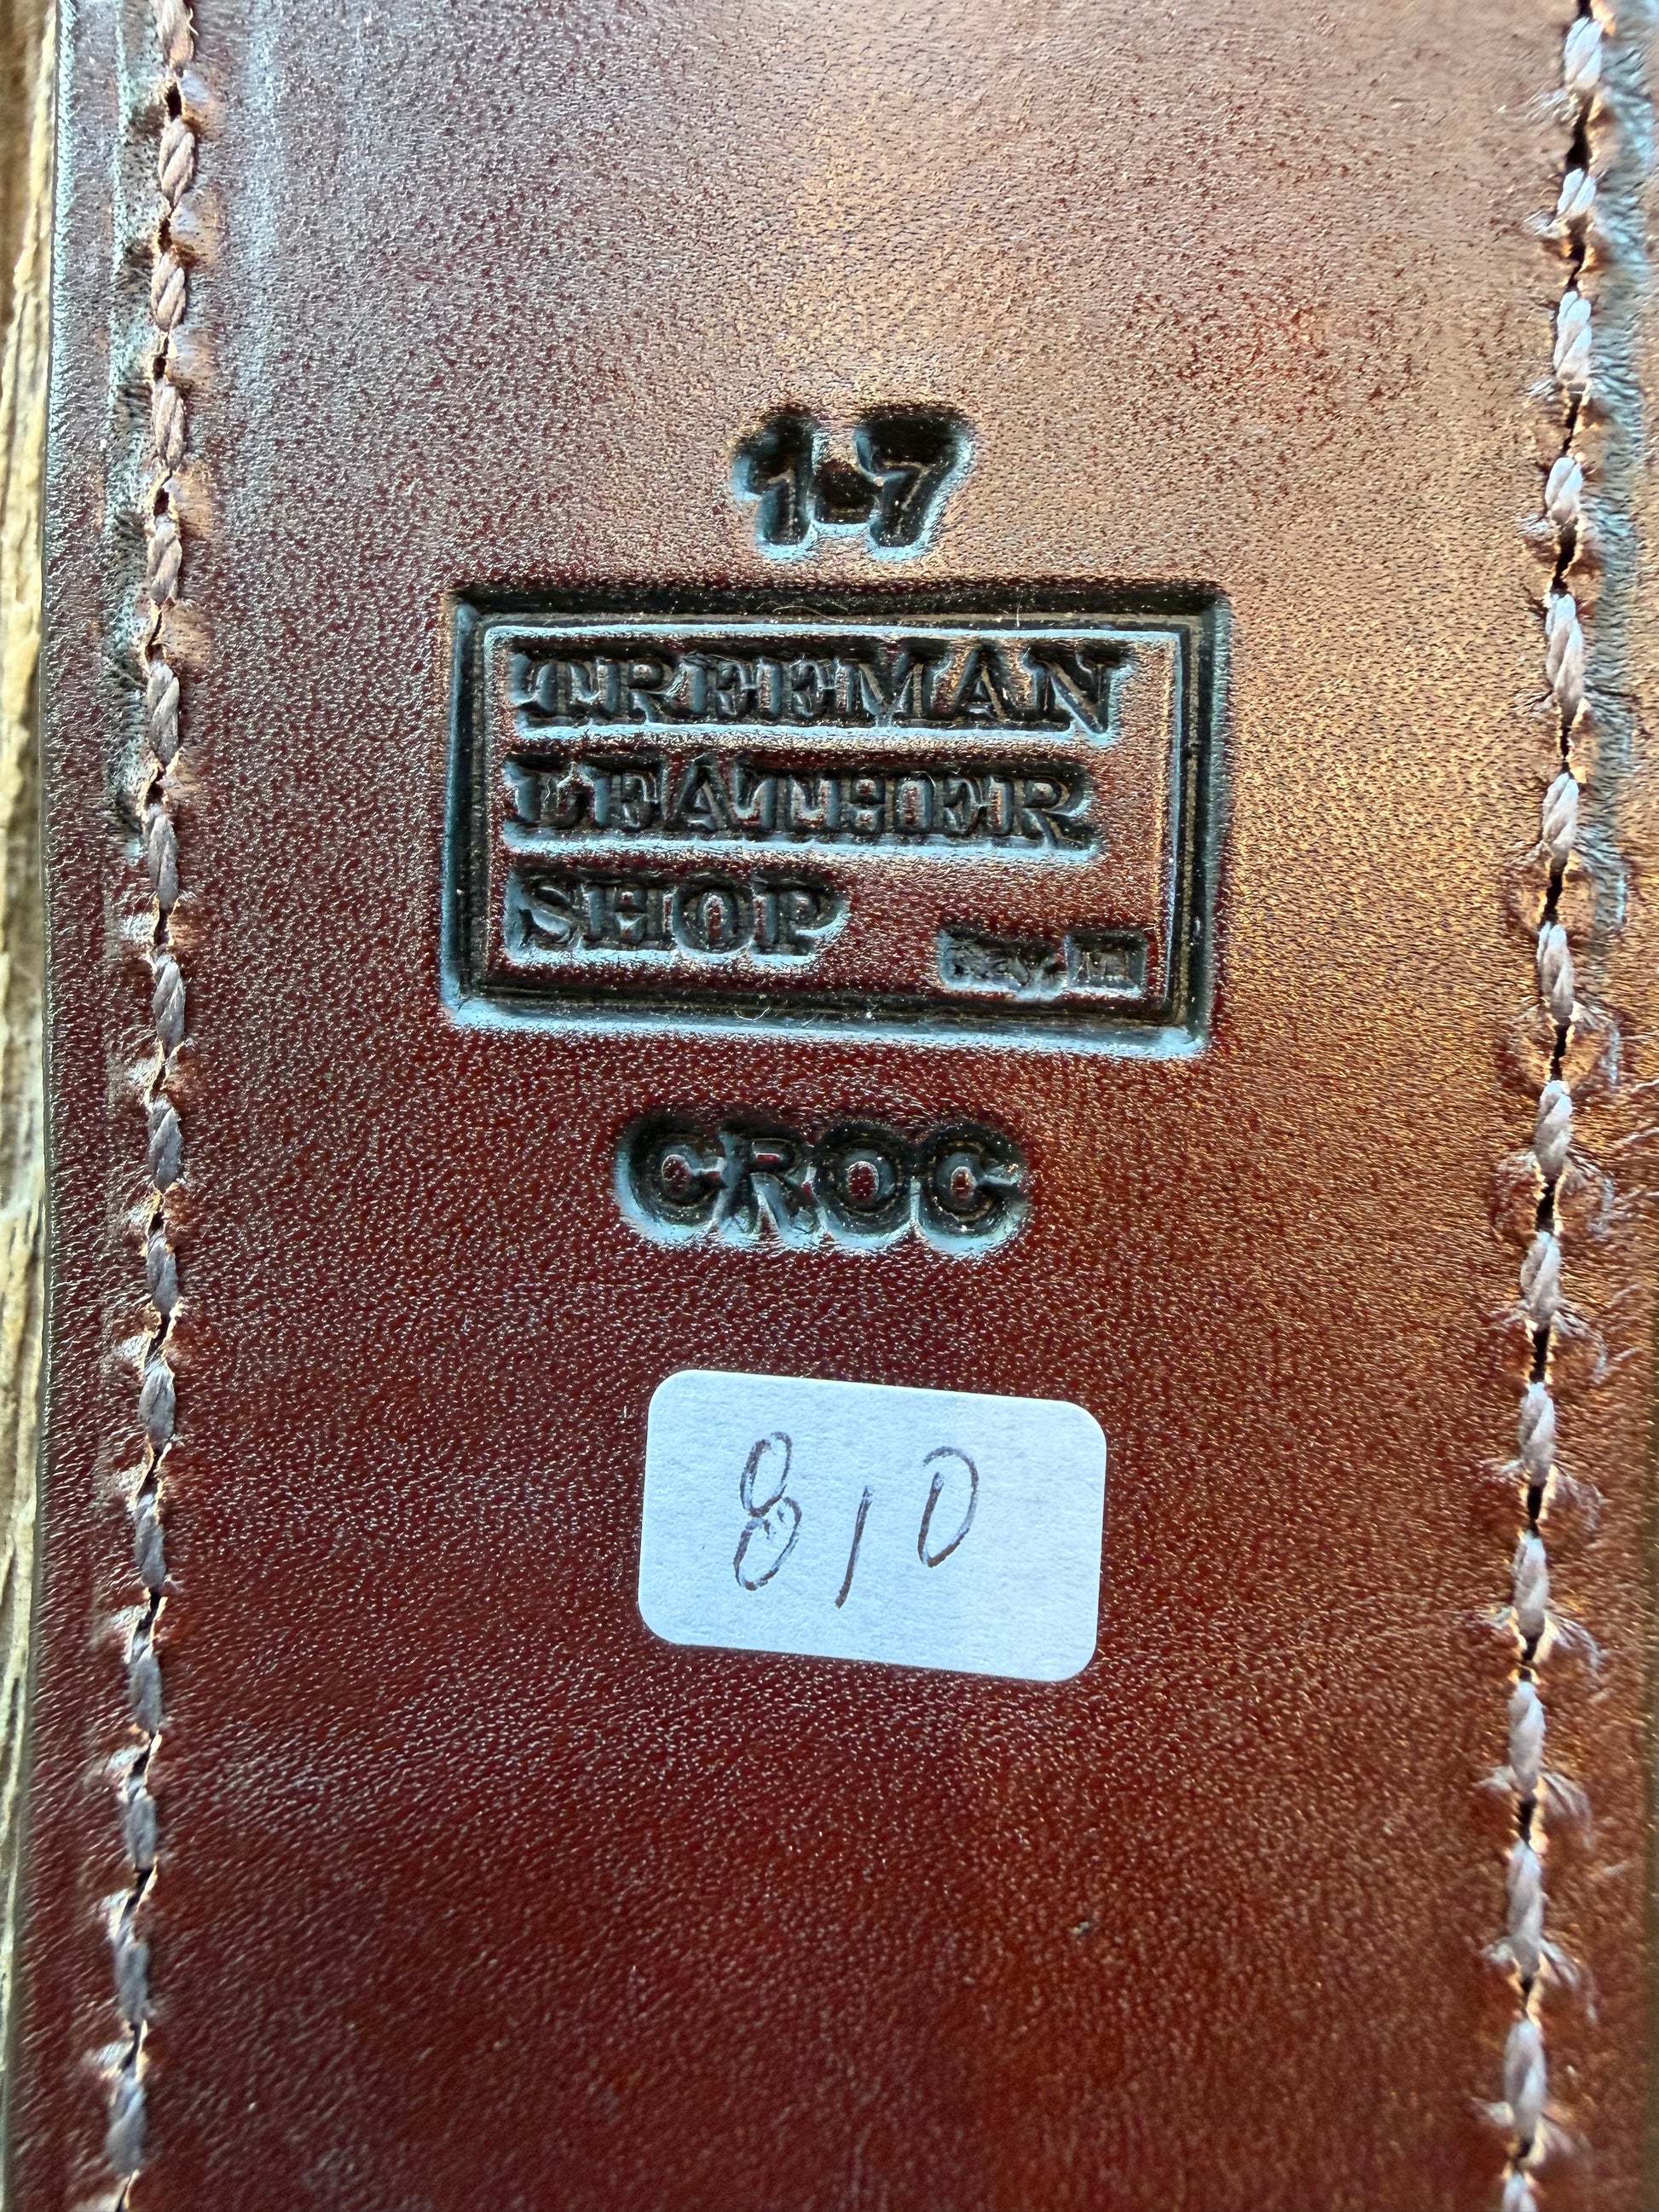 1-7
TREEMAN
LEATHER
SHOP
CROC
810